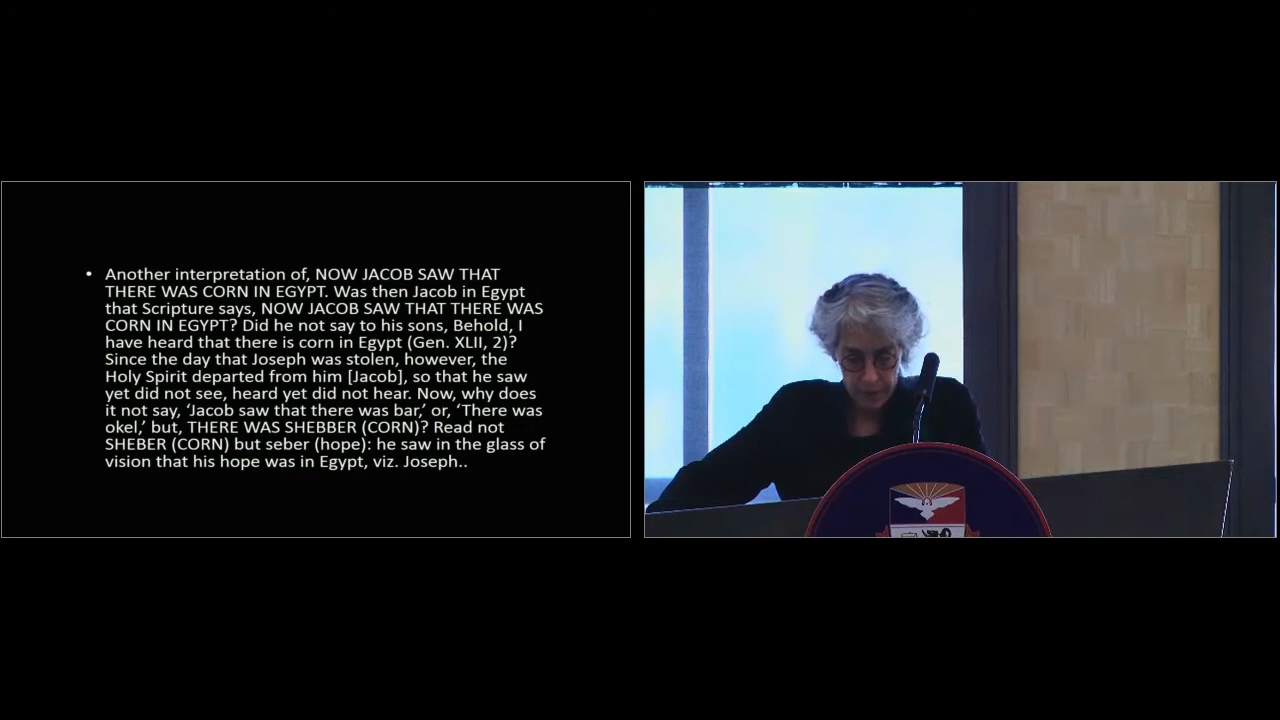 • Another interpretation of, NOW JACOB SAW THAT
THERE WAS CORN IN EGYPT. Was then Jacob in Egypt
that Scripture says, NOW JACOB SAW THAT THERE WAS
CORN IN EGYPT? Did he not say to his sons, Behold, I
have heard that there is corn in Egypt (Gen. XLII, 2)?
Since the day that Joseph was stolen, however, the
Holy Spirit departed from him [Jacob], so that he saw
yet did not see, heard yet did not hear. Now, why does
it not say, ‘Jacob saw that there was bar,’ or, ‘There was
okel,’ but, THERE WAS SHEBBER (CORN)? Read not
SHEBER (CORN) but seber (hope): he saw in the glass of
vision that his hope was in Egypt, viz. Joseph..